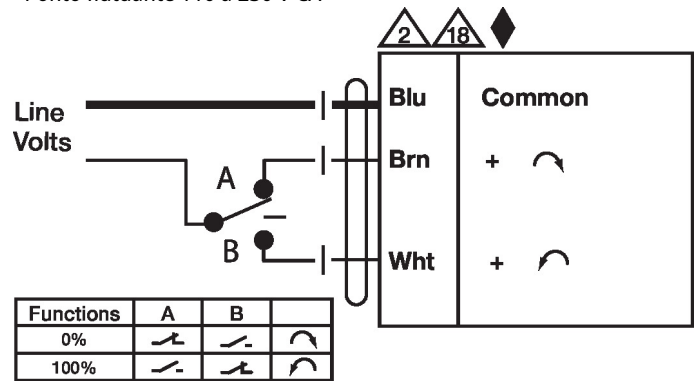 2 18
Line Volts
Blu Common
Brn +
Wht +
A
B
Functions A B
0%
100%